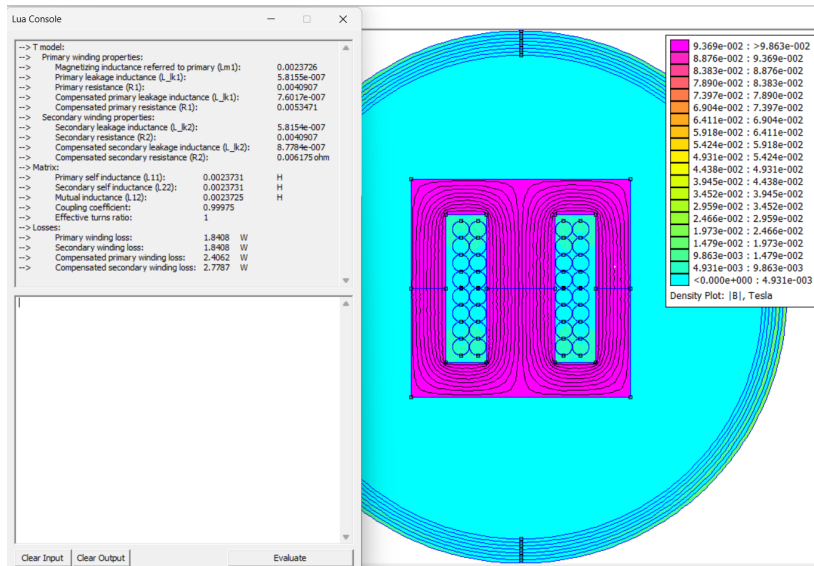 Lua Console
--> T model:
--> Primary winding properties:
--> Magnetizing inductance referred to primary (Lm1): 0.0023726
--> Primary leakage inductance (L_lk1): 5.8155e-007
--> Primary resistance (R1): 0.0040907
--> Compensated primary leakage inductance (L_lk1): 7.6017e-007
--> Compensated primary resistance (R1): 0.0053471
--> Secondary winding properties:
--> Secondary leakage inductance (L_lk2): 5.8154e-007
--> Secondary resistance (R2): 0.0040907
--> Compensated secondary leakage inductance (L_lk2): 8.7784e-007
--> Compensated secondary resistance (R2): 0.006175 ohm
--> Matrix:
--> Primary self inductance (L11): 0.0023731 H
--> Secondary self inductance (L22): 0.0023731 H
--> Mutual inductance (L12): 0.0023725 H
--> Coupling coefficient: 0.99975
--> Effective turns ratio: 1
--> Losses:
--> Primary winding loss: 1.8408 W
--> Secondary winding loss: 1.8408 W
--> Compensated primary winding loss: 2.4062 W
--> Compensated secondary winding loss: 2.7787 W
Clear Input Clear Output Evaluate
9.369e-002 : >9.863e-002
8.876e-002 : 9.369e-002
8.383e-002 : 8.876e-002
7.890e-002 : 8.383e-002
7.397e-002 : 7.890e-002
6.904e-002 : 7.397e-002
6.411e-002 : 6.904e-002
5.918e-002 : 6.411e-002
5.424e-002 : 5.918e-002
4.931e-002 : 5.424e-002
4.438e-002 : 4.931e-002
3.945e-002 : 4.438e-002
3.452e-002 : 3.945e-002
2.959e-002 : 3.452e-002
2.466e-002 : 2.959e-002
1.973e-002 : 2.466e-002
1.479e-002 : 1.973e-002
9.863e-003 : 1.479e-002
4.931e-003 : 9.863e-003
<0.000e+000 : 4.931e-003
Density Plot: |B|, Tesla